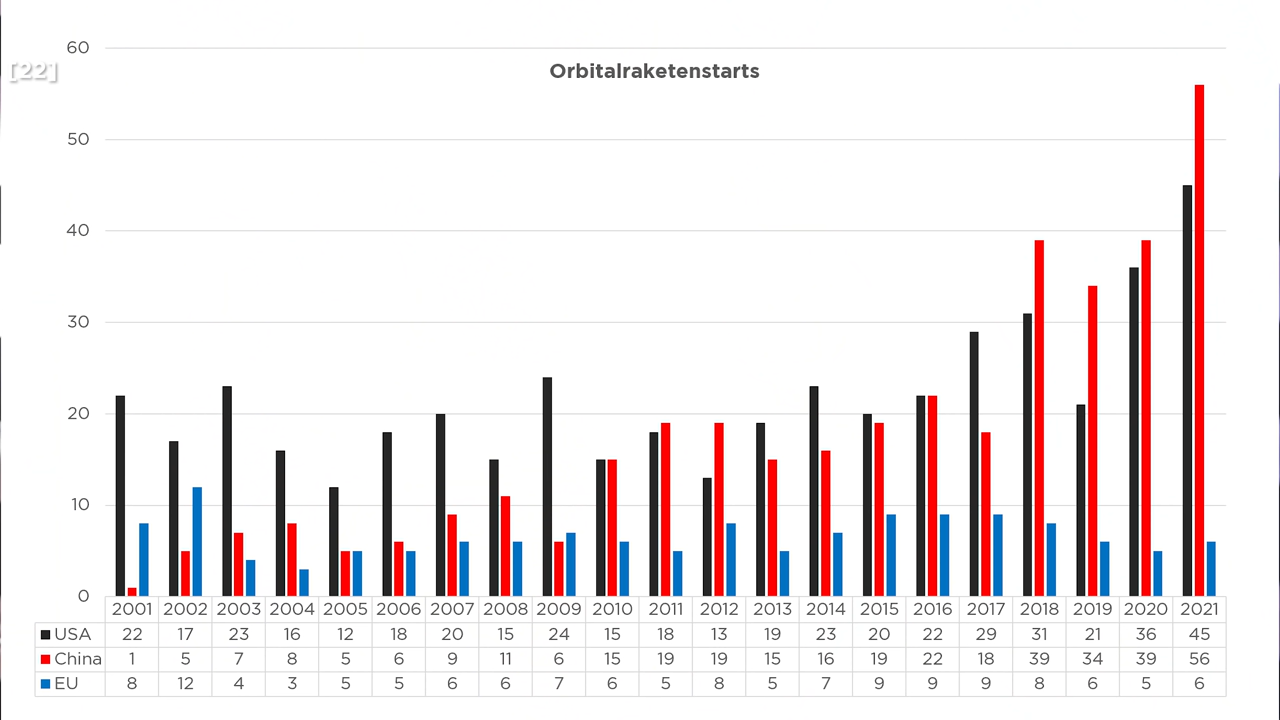 60
[22]
Orbitalraketenstarts
50
40
30
20
10
0
2001 2002 2003 2004 2005 2006 2007 2008 2009 2010 2011 2012 2013 2014 2015 2016 2017 2018 2019 2020 2021
USA 22 17 23 16 12 18 20 15 24 15 18 13 19 23 20 22 29 31 21 36 45
China 1 5 7 8 5 6 9 11 6 15 19 19 15 16 19 22 18 39 34 39 56
EU 8 12 4 3 5 5 6 6 7 6 5 8 5 7 9 9 9 8 6 5 6